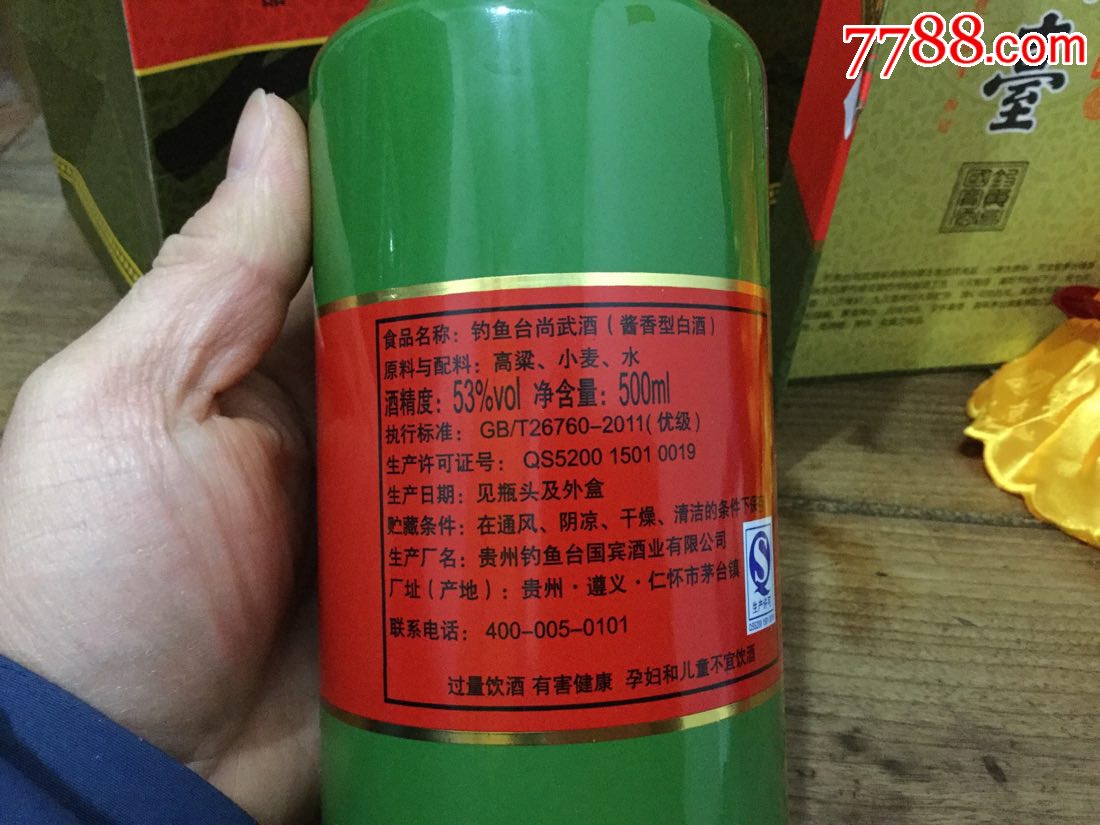 品
7788.com
臺
食品名称：钓鱼台尚武酒（酱香型白酒）
原料与配料：高粱、小麦、水
酒精度：53%vol 净含量：500ml
执行标准：GB/T26760-2011(优级)
生产许可证号：QS5200 1501 0019
生产日期：见瓶头及外盒
贮藏条件：在通风、阴凉、干燥、清洁的条件下保
生产厂名：贵州钓鱼台国宾酒业有限公司
厂址（产地）：贵州·遵义·仁怀市茅台镇
联系电话：400-005-0101
过量饮酒 有害健康 孕妇和儿童不宜饮酒
生产许可
QS5200 1501